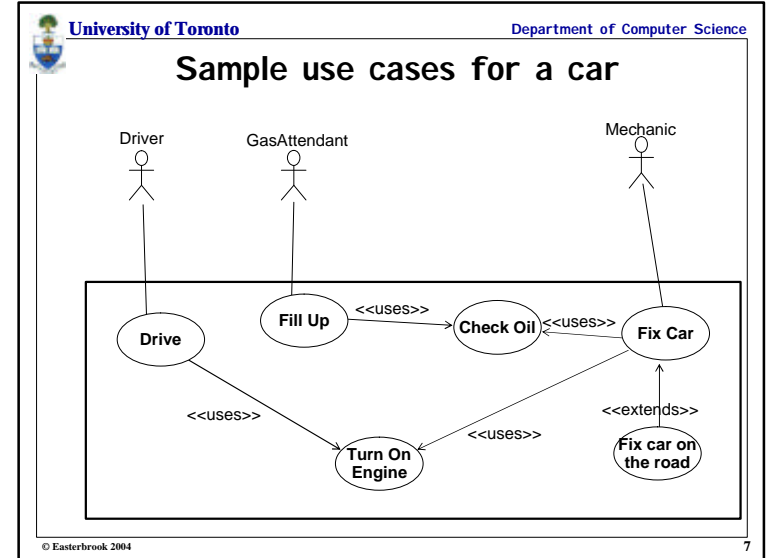 University of Toronto
Department of Computer Science
Sample use cases for a car
Driver
GasAttendant
Mechanic
Drive
Fill Up
<<uses>>
Check Oil
<<uses>>
Fix Car
<<uses>>
<<uses>>
<<extends>>
Turn On
Engine
Fix car on
the road
© Easterbrook 2004
7